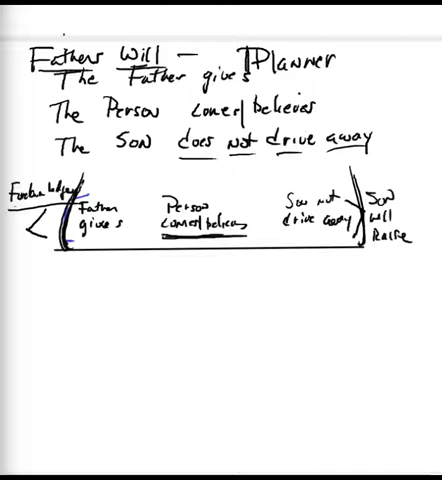 Fathers Will — Planner
The Father gives
The Person comes/believes
The Son does not drive away
Father
gives
Person
comes/believes
Son not
drive away
Son
Will
Raise